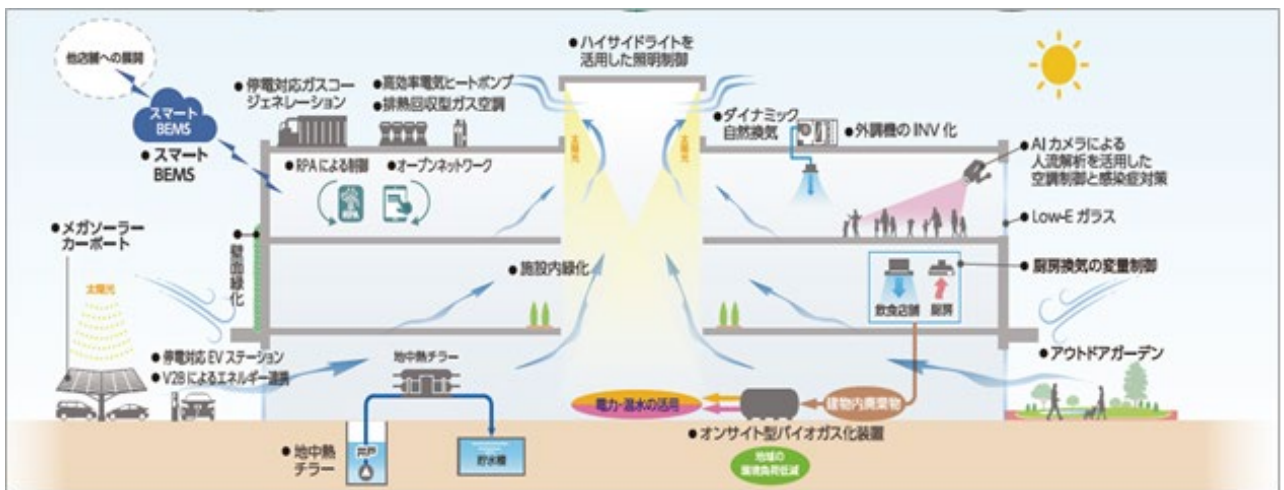 他店舗への展開
スマート
BEMS
●スマート
BEMS
●停電対応ガスコー
ジェネレーション
●高効率電気ヒートポンプ
●排熱回収型ガス空調
●RPAによる制御
●オープンネットワーク
RPA
●ハイサイドライトを
活用した照明制御
太陽光
太陽光
●ダイナミック
自然換気
●外調機のINV化
●AIカメラによる
人流解析を活用した
空調制御と感染症対策
●Low-Eガラス
●メガソーラー
カーポート
太陽光
●壁面緑化
●施設内緑化
●厨房換気の変量制御
飲食店舗
厨房
●停電対応EVステーション
●V2Bによるエネルギー連携
地中熱チラー
●アウトドアガーデン
電力・温水の活用
建物内廃棄物
●オンサイト型バイオガス化装置
●地中熱
チラー
井戸
貯水槽
地域の
環境負荷低減